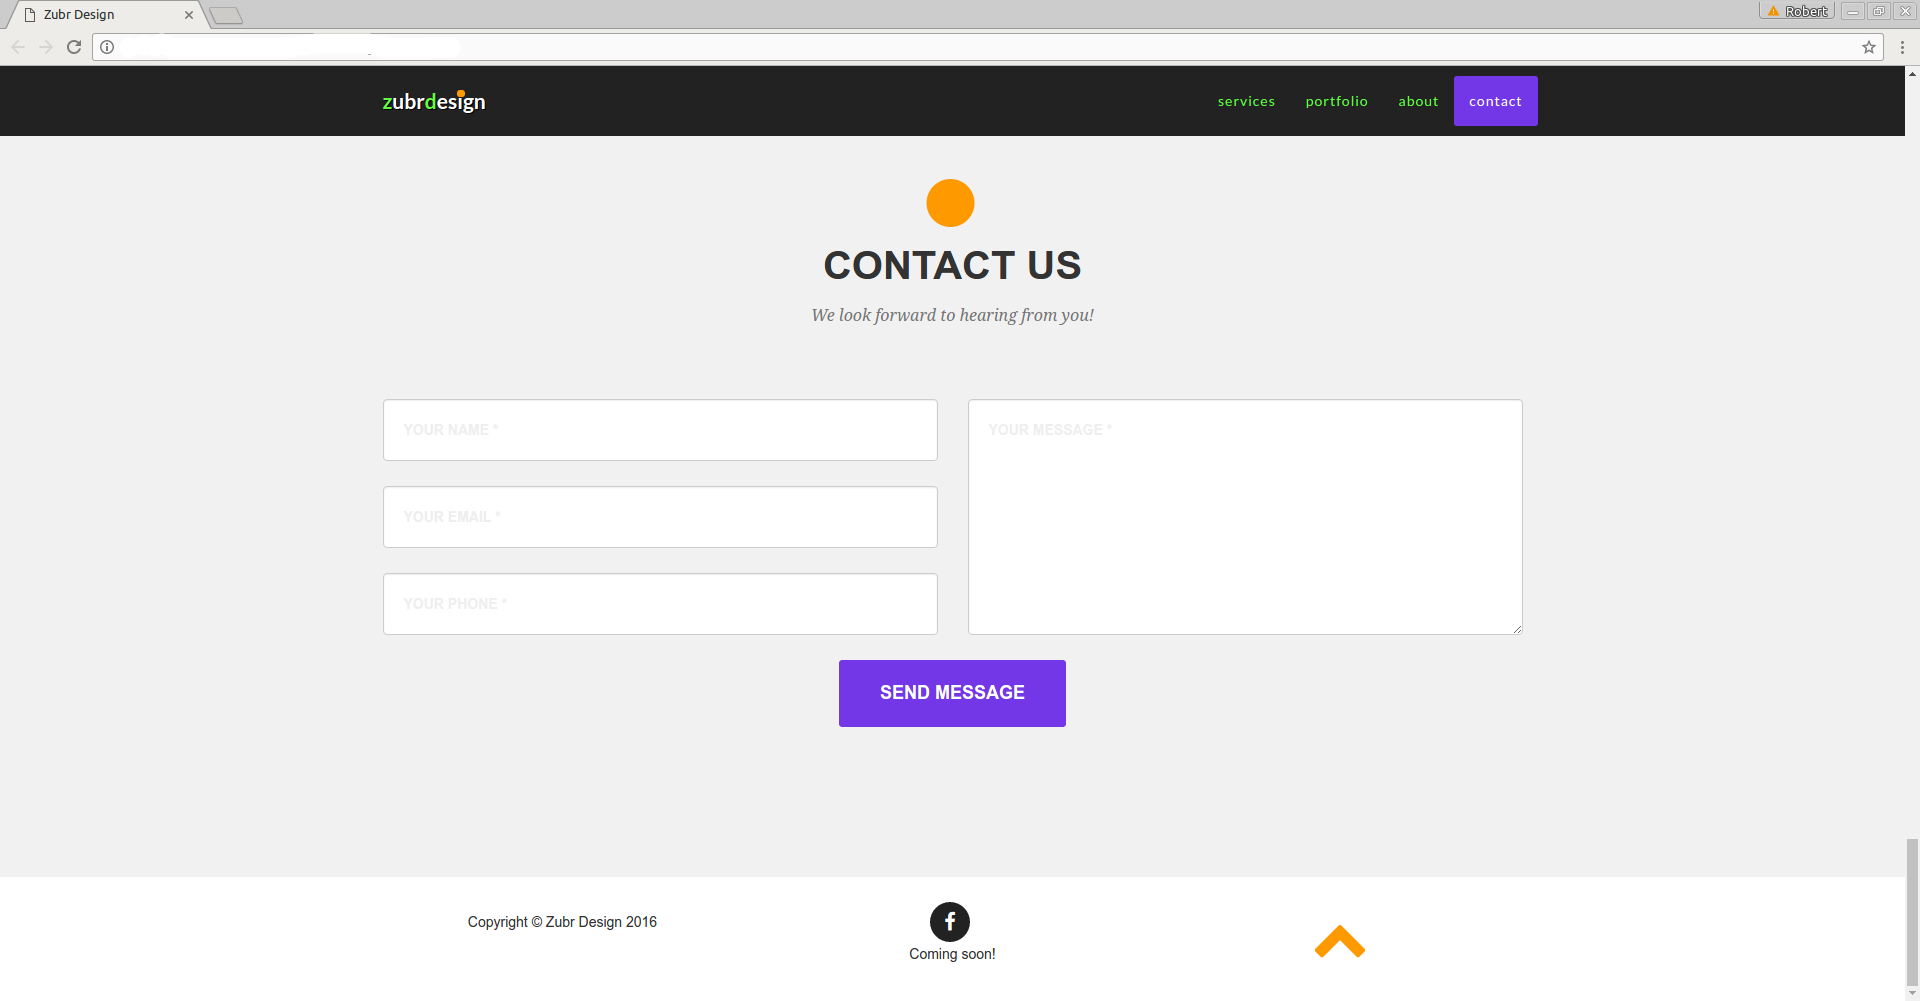 Zubr Design
Robert
zubrdesign
services portfolio about contact
CONTACT US
We look forward to hearing from you!
YOUR NAME *
YOUR EMAIL *
YOUR PHONE *
YOUR MESSAGE *
SEND MESSAGE
Copyright © Zubr Design 2016
Coming soon!